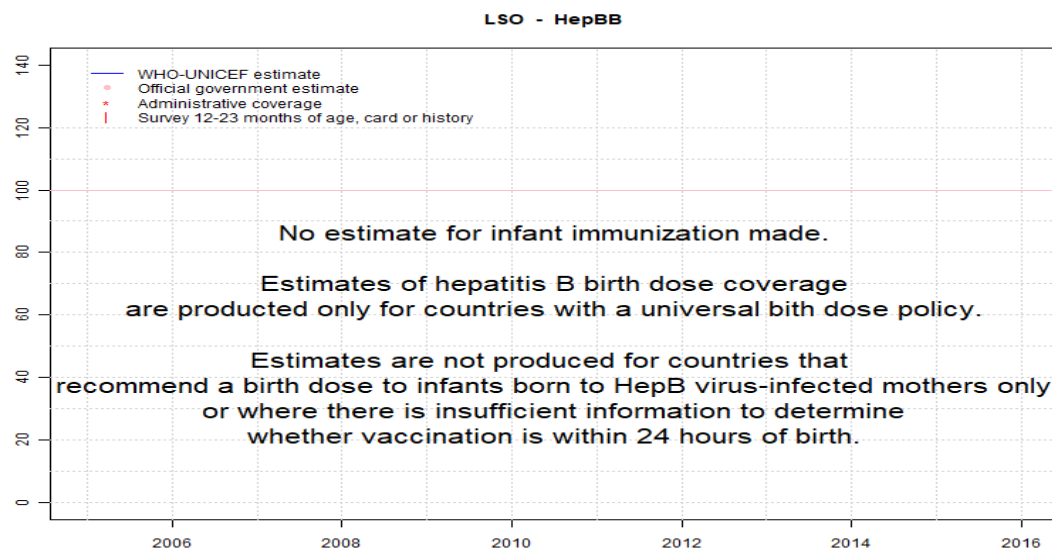 LSO - HepBB
140
120
100
80
60
40
20
0
WHO-UNICEF estimate
Official government estimate
Administrative coverage
Survey 12-23 months of age, card or history
No estimate for infant immunization made.
Estimates of hepatitis B birth dose coverage
are producted only for countries with a universal bith dose policy.
Estimates are not produced for countries that
recommend a birth dose to infants born to HepB virus-infected mothers only
or where there is insufficient information to determine
whether vaccination is within 24 hours of birth.
2006 2008 2010 2012 2014 2016